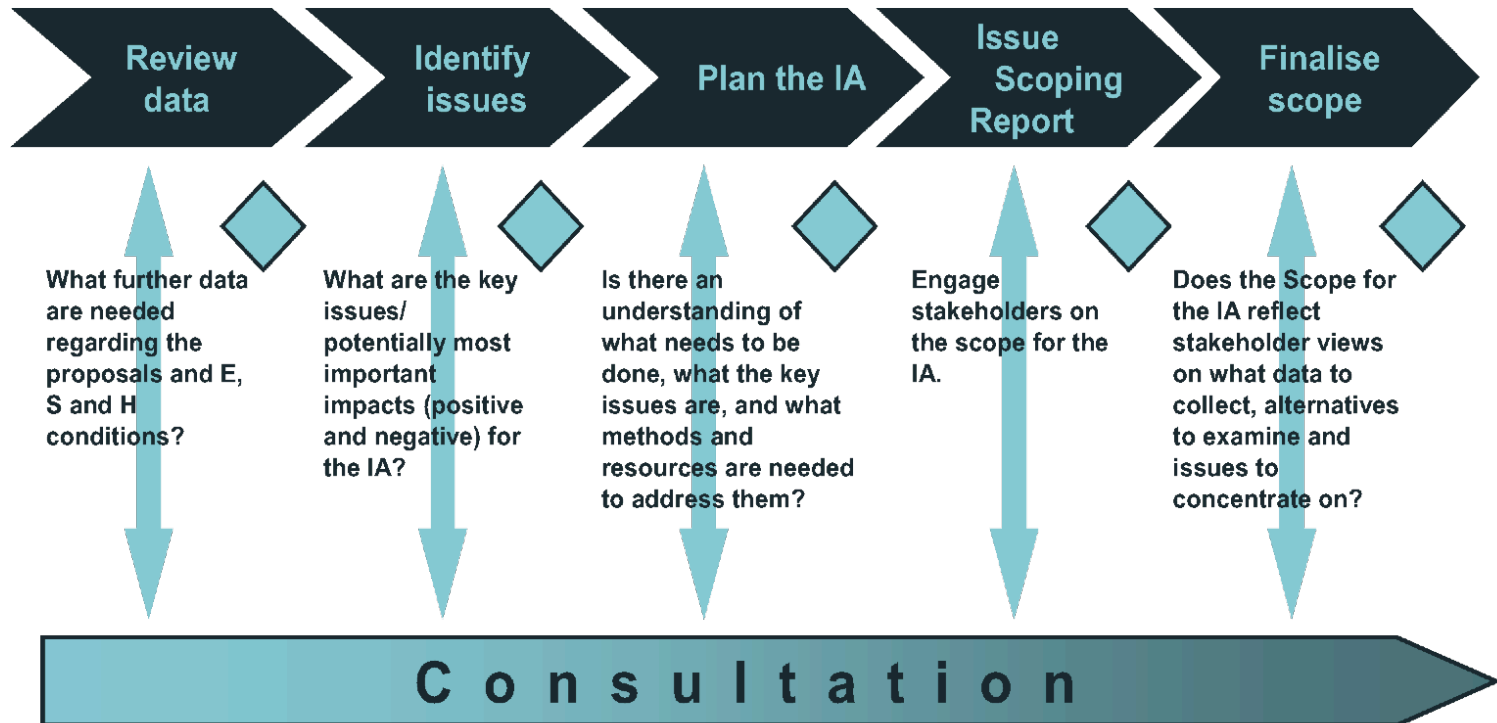 Review
data
Identify
issues
Plan the IA
Issue
Scoping
Report
Finalise
scope
What further data
are needed
regarding the
proposals and E,
S and H
conditions?
What are the key
issues/
potentially most
important
impacts (positive
and negative) for
the IA?
Is there an
understanding of
what needs to be
done, what the key
issues are, and what
methods and
resources are needed
to address them?
Engage
stakeholders on
the scope for the
IA.
Does the Scope for
the IA reflect
stakeholder views
on what data to
collect, alternatives
to examine and
issues to
concentrate on?
Consultation